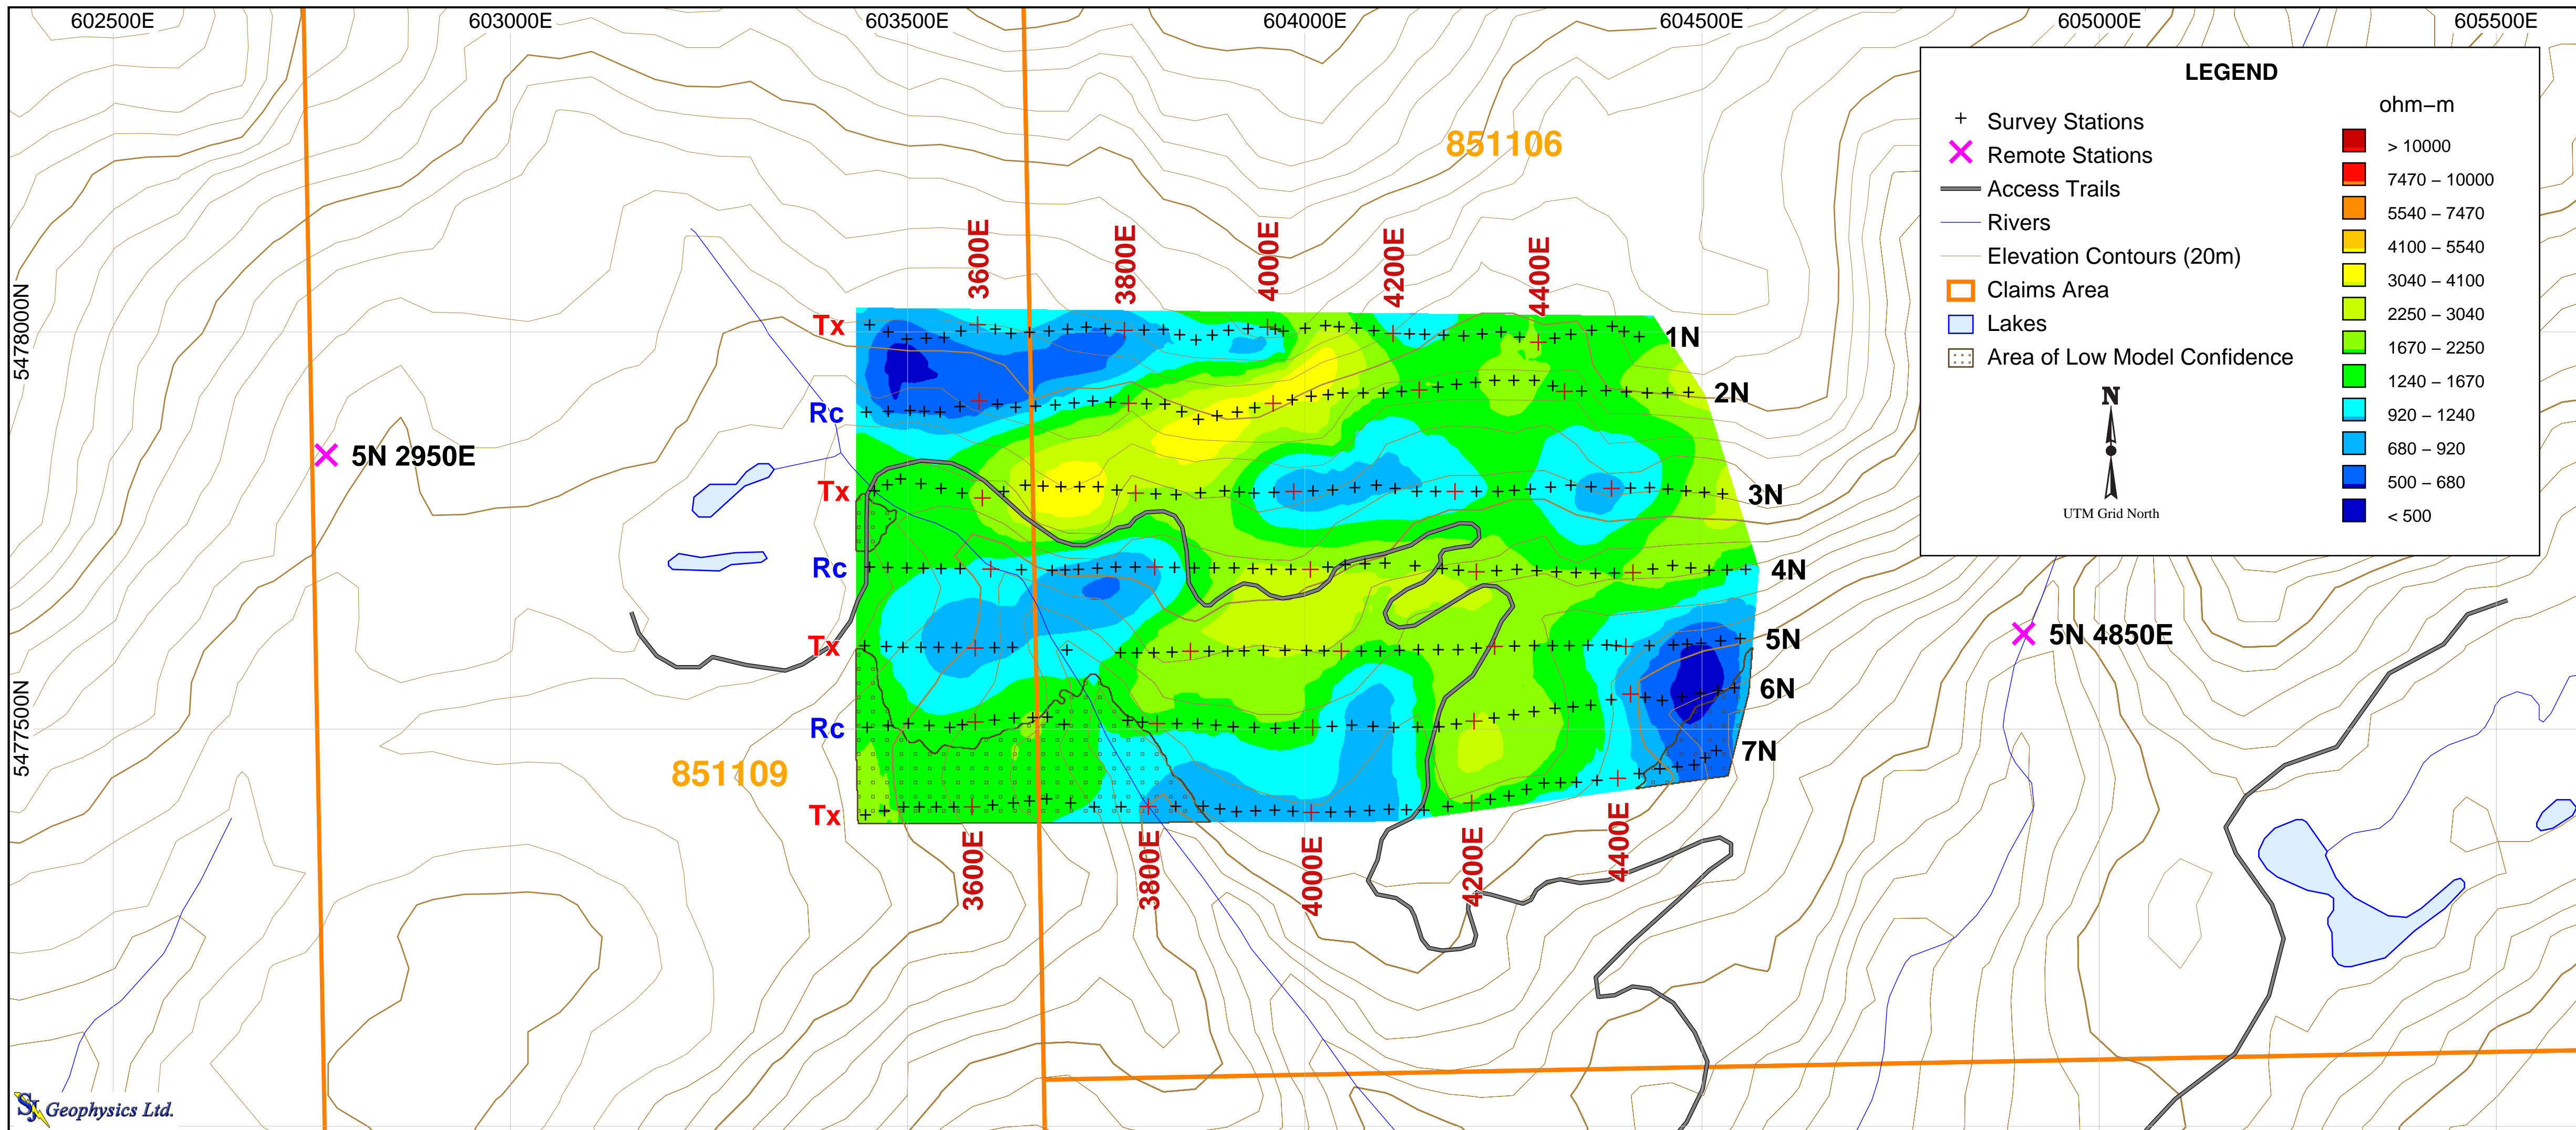 602500E 603000E 603500E 604000E 604500E 605000E 605500E
LEGEND
ohm-m
Survey Stations
Remote Stations
Access Trails
Rivers
Elevation Contours (20m)
Claims Area
Lakes
Area of Low Model Confidence
> 10000
7470 – 10000
5540 – 7470
4100 – 5540
3040 – 4100
2250 – 3040
1670 – 2250
1240 – 1670
920 – 1240
680 – 920
500 – 680
< 500
N
UTM Grid North
851106
3600E 3800E 4000E 4200E 4400E
5478000N
Tx 1N
Rc 2N
5N 2950E
Tx 3N
Rc 4N
Tx 5N
5N 4850E
6N
5477500N
Rc
7N
851109
Tx
3600E 3800E 4000E 4200E 4400E
SJ Geophysics Ltd.